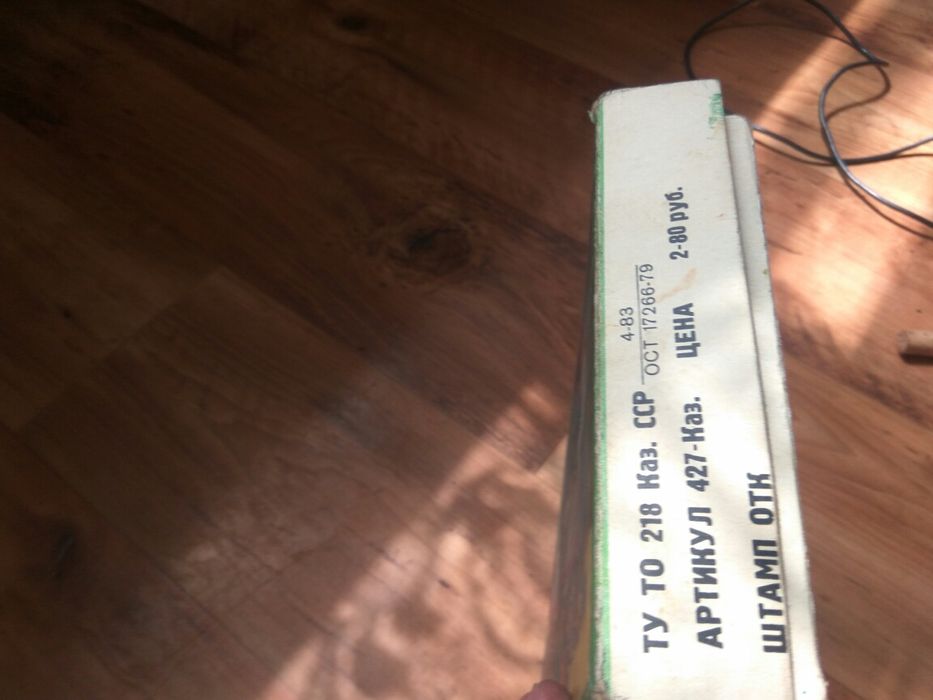 ТУ ТО 218 Каз. ССР 4-83
ОСТ 17266-79
АРТИКУЛ 427-Каз. ЦЕНА 2-80 руб.
ШТАМП ОТК